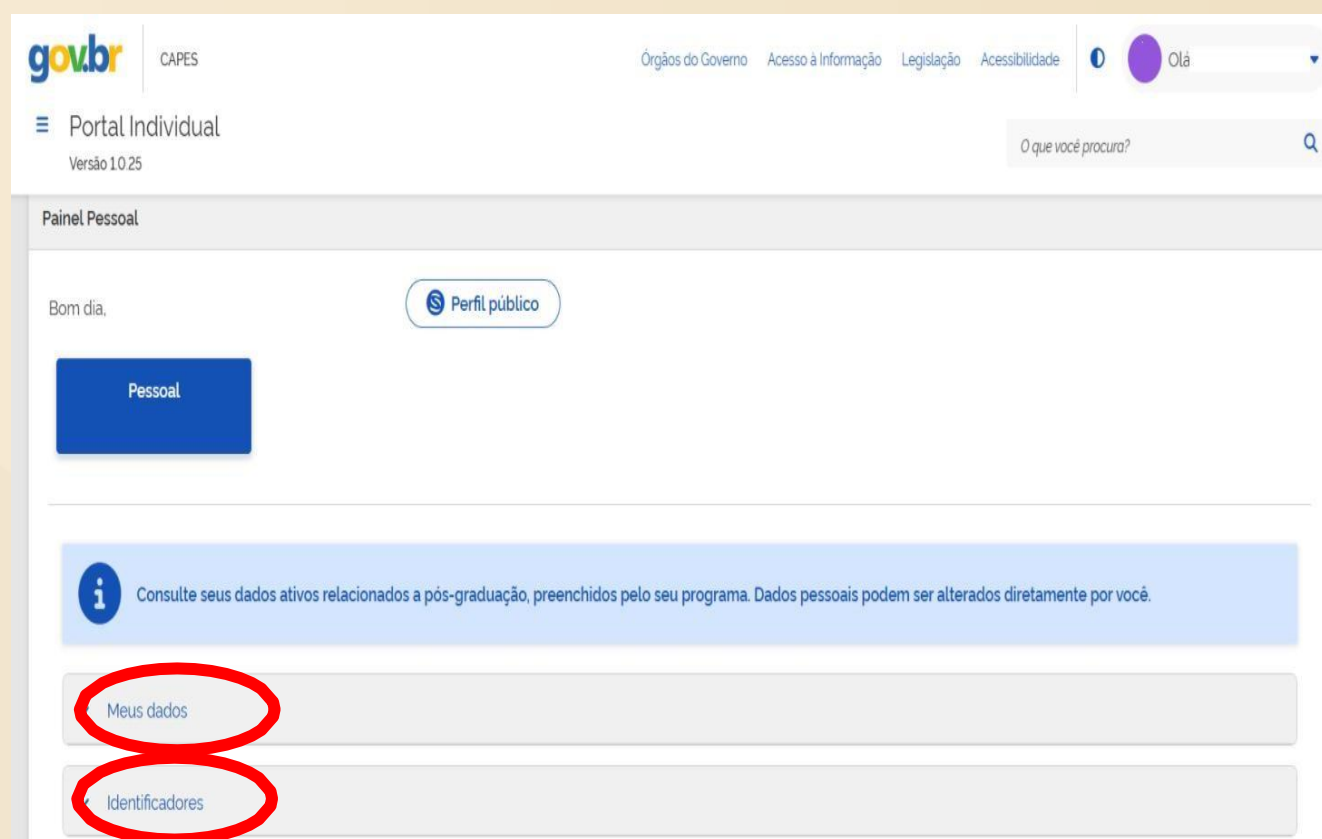 gov.br CAPES Órgãos do Governo Acesso à Informação Legislação Acessibilidade Olá
Portal Individual
Versão 1.0.25
O que você procura?
Painel Pessoal
Bom dia,
Perfil público
Pessoal
Consulte seus dados ativos relacionados a pós-graduação, preenchidos pelo seu programa. Dados pessoais podem ser alterados diretamente por você.
Meus dados
Identificadores